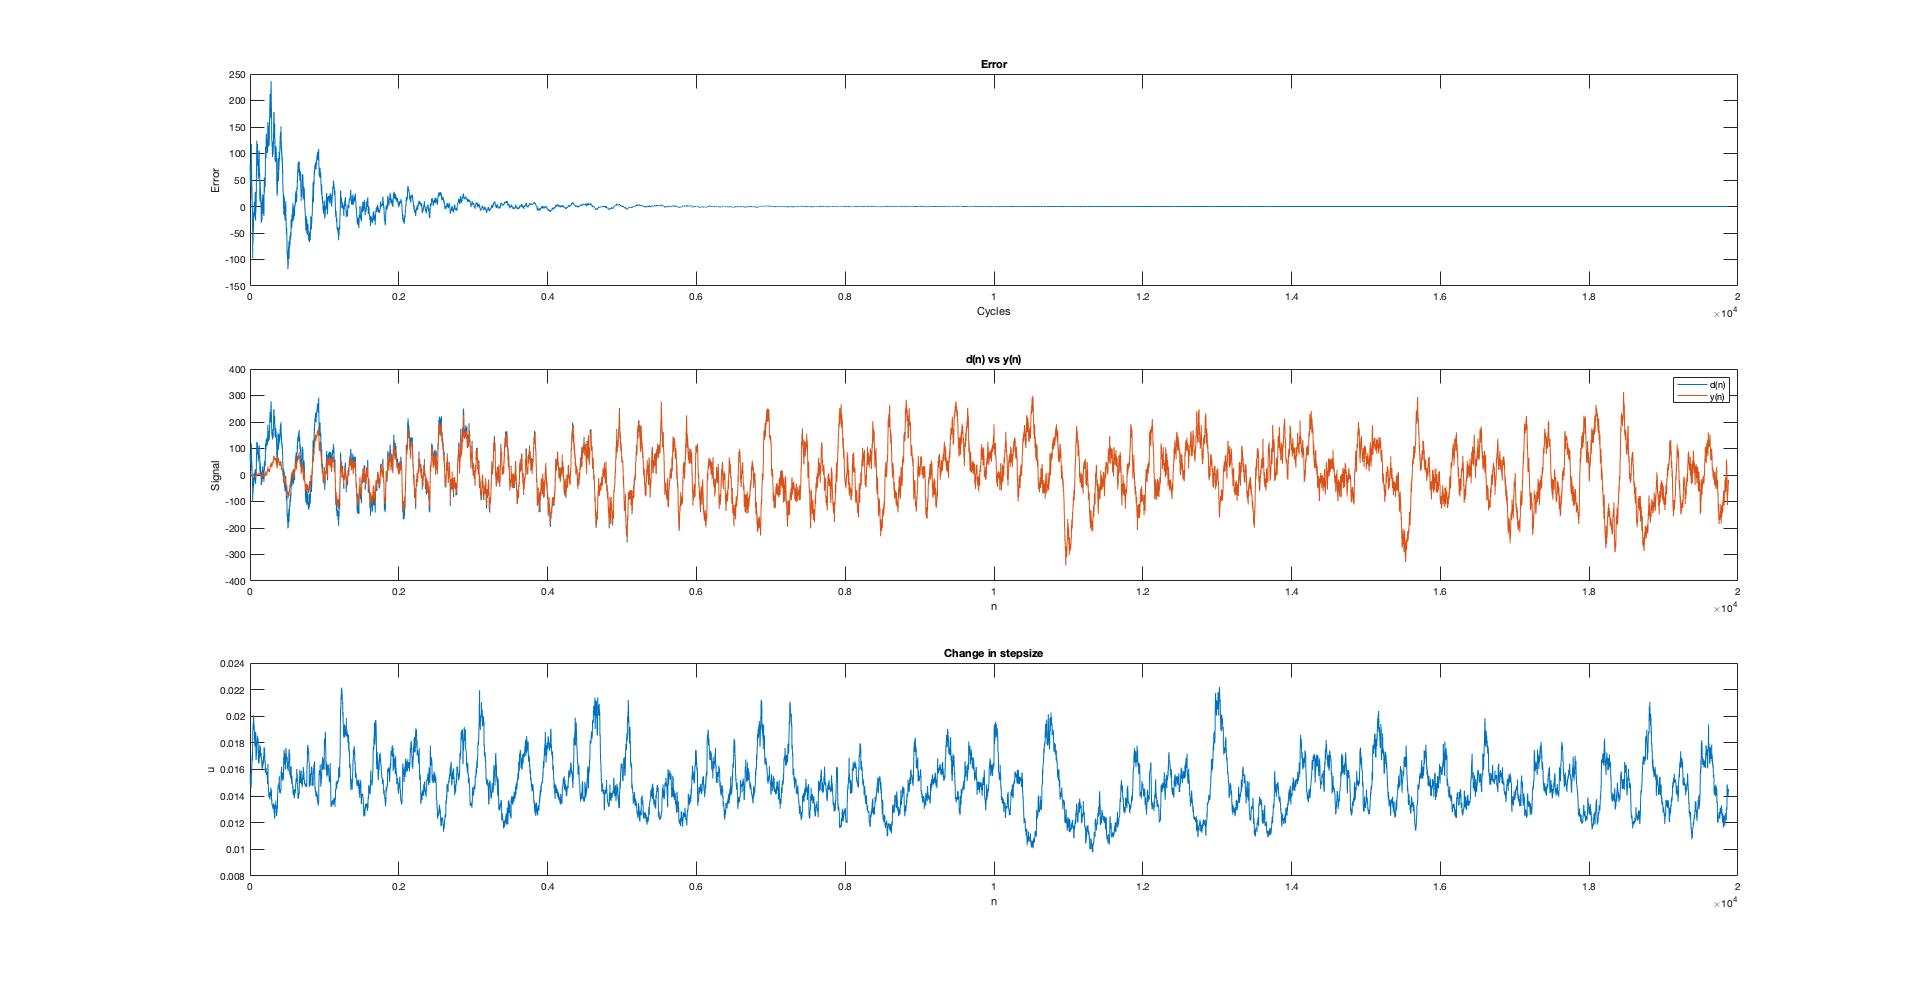 Error
250
200
150
100
50
0
-50
-100
-150
Error
0 0.2 0.4 0.6 0.8 1 1.2 1.4 1.6 1.8 2
Cycles
×10^4
d(n) vs y(n)
400
300
200
100
0
-100
-200
-300
-400
Signal
d(n)
y(n)
0 0.2 0.4 0.6 0.8 1 1.2 1.4 1.6 1.8 2
n
×10^4
Change in stepsize
0.024
0.022
0.02
0.018
0.016
0.014
0.012
0.01
0.008
u
0 0.2 0.4 0.6 0.8 1 1.2 1.4 1.6 1.8 2
n
×10^4